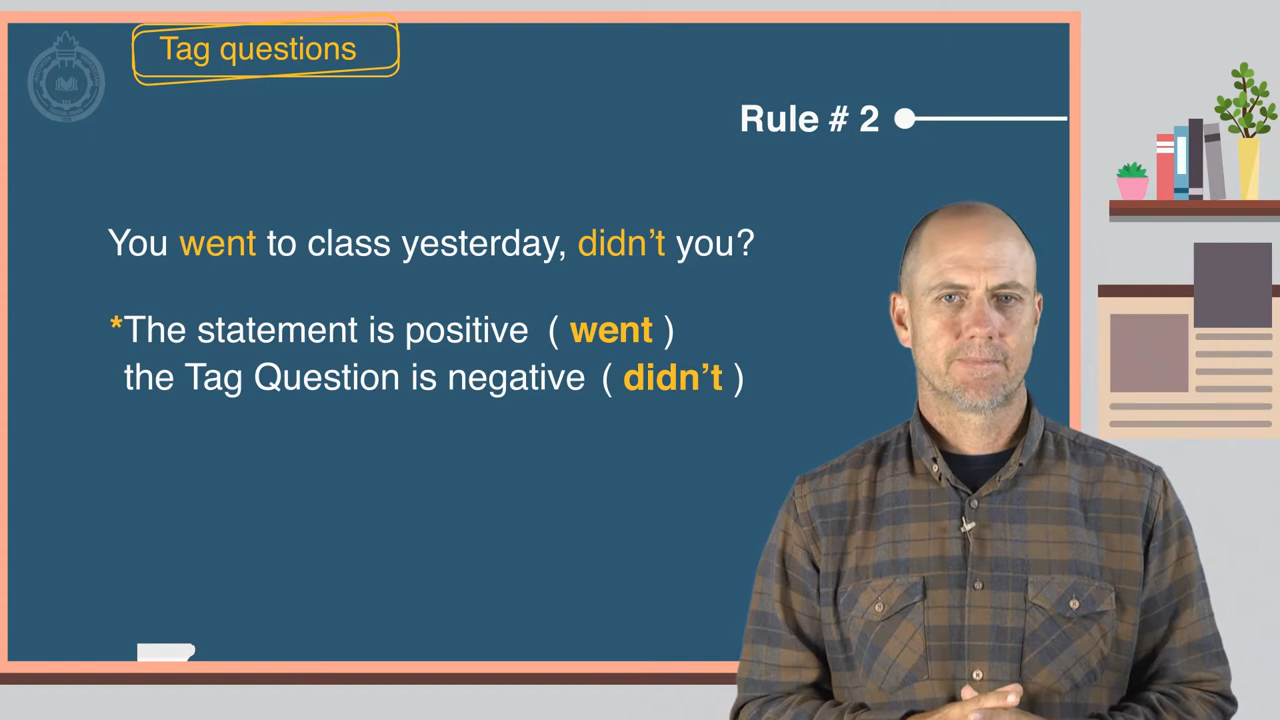 Tag questions
Rule # 2
You went to class yesterday, didn’t you?
*The statement is positive ( went )
the Tag Question is negative ( didn’t )